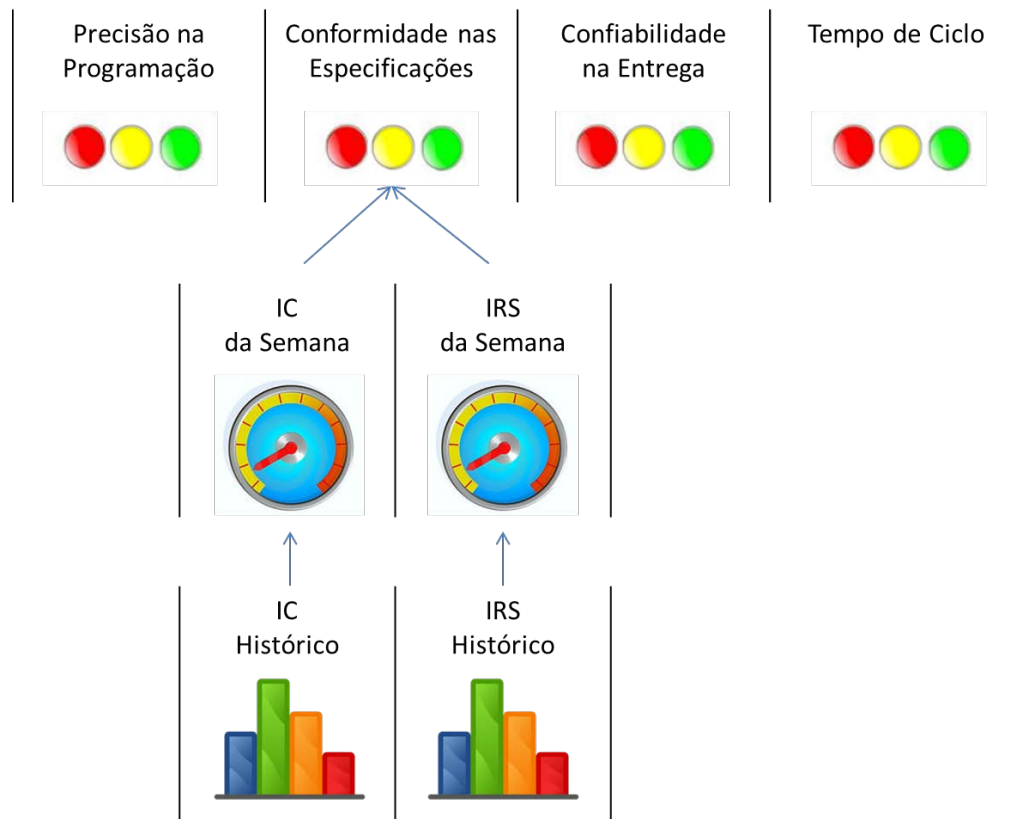 Precisão na
Programação
Conformidade nas
Especificações
Confiabilidade
na Entrega
Tempo de Ciclo
IC
da Semana
IRS
da Semana
IC
Histórico
IRS
Histórico